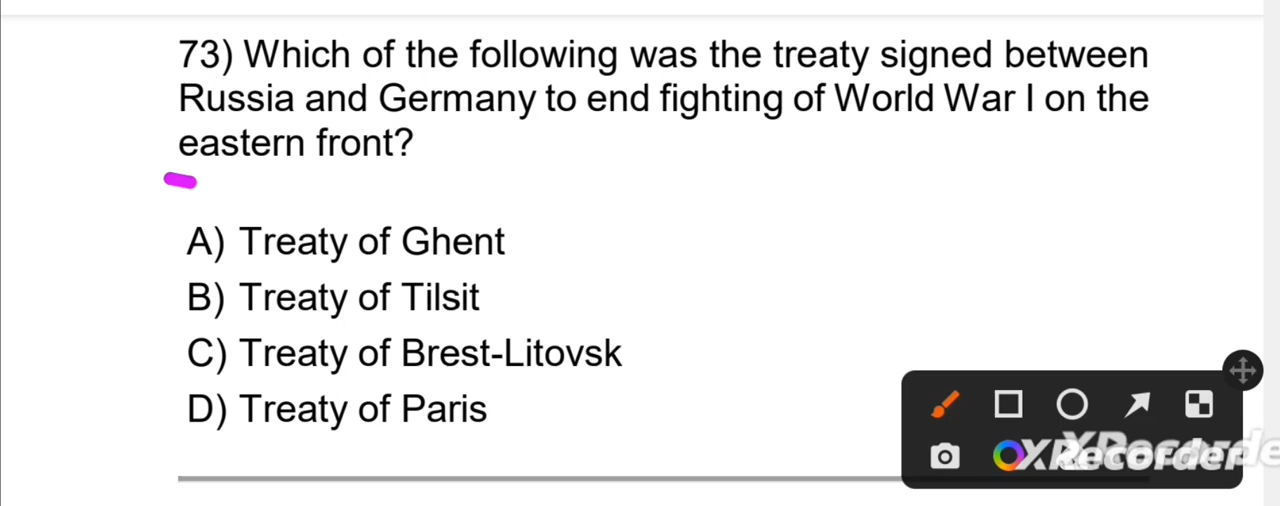 73) Which of the following was the treaty signed between
Russia and Germany to end fighting of World War I on the
eastern front?
A) Treaty of Ghent
B) Treaty of Tilsit
C) Treaty of Brest-Litovsk
D) Treaty of Paris
XRecorder